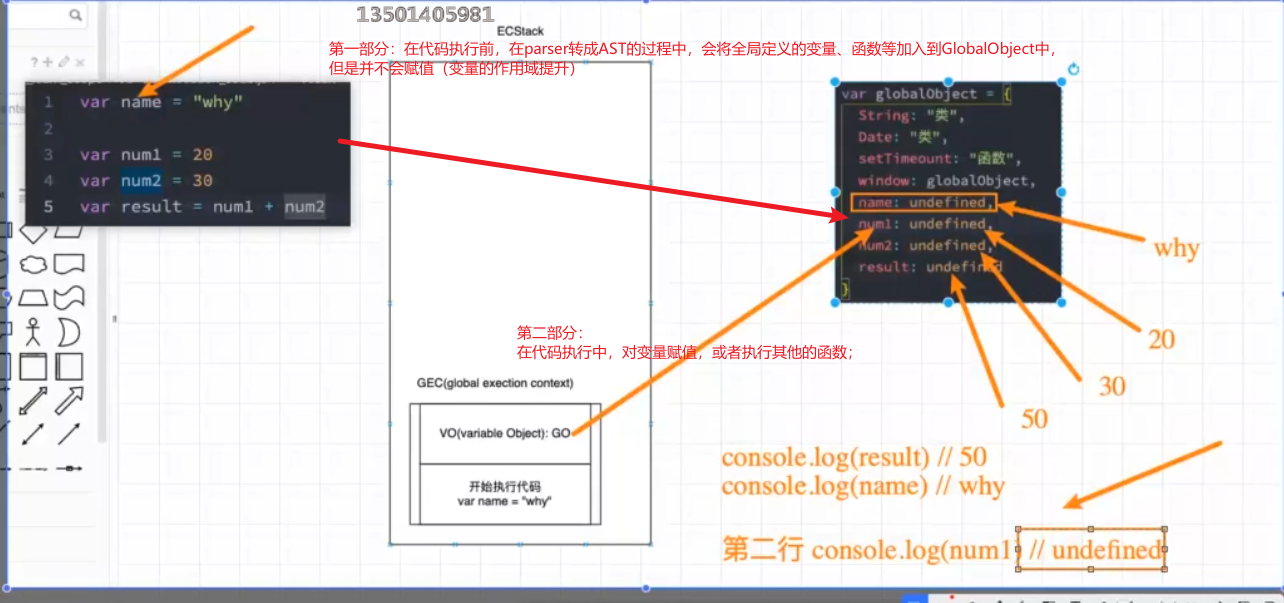 13501405981
ECStack
第一部分：在代码执行前，在parser转成AST的过程中，会将全局定义的变量、函数等加入到GlobalObject中，
但是并不会赋值（变量的作用域提升）
1 var name = "why"
2
3 var num1 = 20
4 var num2 = 30
5 var result = num1 + num2
var globalObject = {
String: "类",
Date: "类",
setTimeout: "函数",
window: globalObject,
name: undefined,
num1: undefined,
num2: undefined,
result: undefined
}
why
20
30
50
第二部分：
在代码执行中，对变量赋值，或者执行其他的函数；
GEC(global exection context)
VO(variable Object): GO
开始执行代码
var name = "why"
console.log(result) // 50
console.log(name) // why
第二行 console.log(num1) // undefined